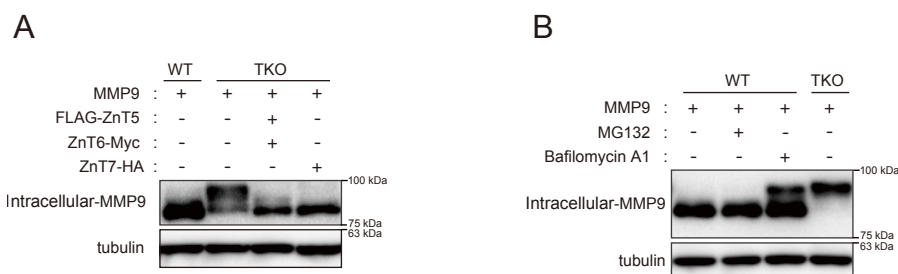 A
WT TKO
MMP9 : + + + +
FLAG-ZnT5 : - - + -
ZnT6-Myc : - - + -
ZnT7-HA : - - - +
100 kDa
Intracellular-MMP9
75 kDa
63 kDa
tubulin
B
WT TKO
MMP9 : + + + +
MG132 : - + - -
Bafilomycin A1 : - - + -
100 kDa
Intracellular-MMP9
75 kDa
63 kDa
tubulin